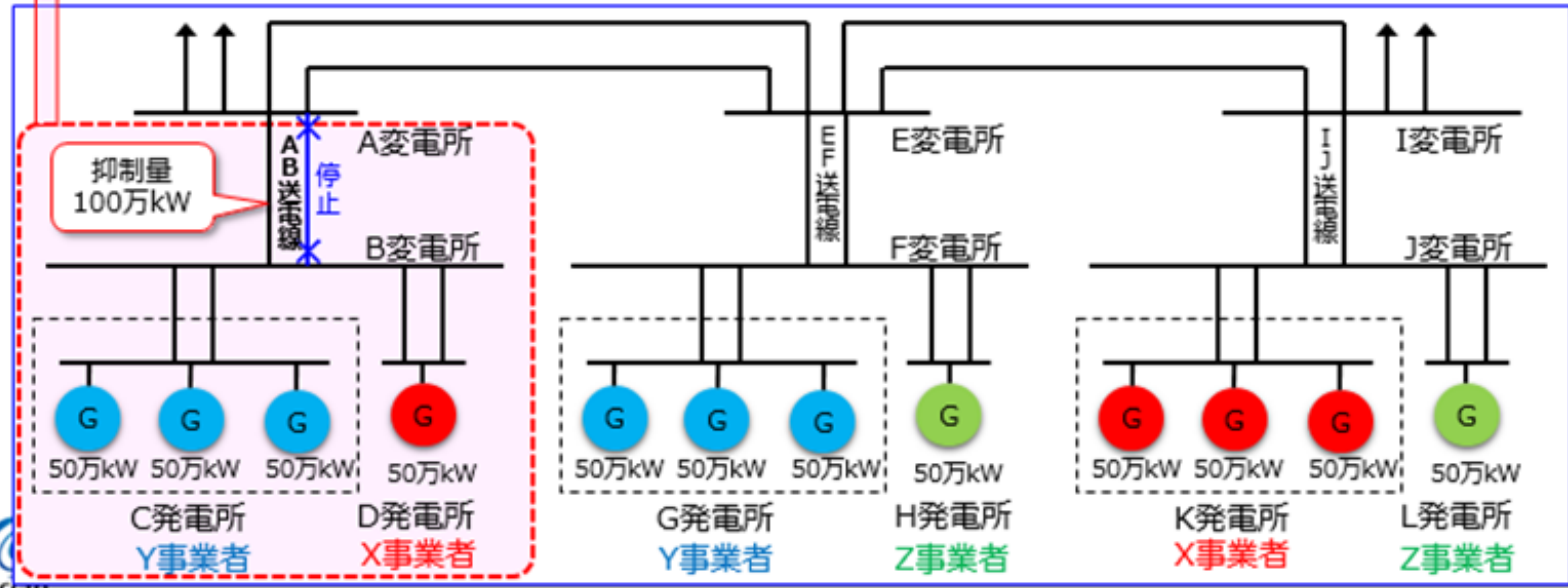 抑制量
100万kW
AB送電線
停止
A変電所
B変電所
G
G
G
G
50万kW 50万kW 50万kW 50万kW
C発電所
Y事業者
D発電所
X事業者
EF送電線
E変電所
F変電所
G
G
G
G
50万kW 50万kW 50万kW 50万kW
G発電所
Y事業者
H発電所
Z事業者
IJ送電線
I変電所
J変電所
G
G
G
G
50万kW 50万kW 50万kW 50万kW
K発電所
X事業者
L発電所
Z事業者